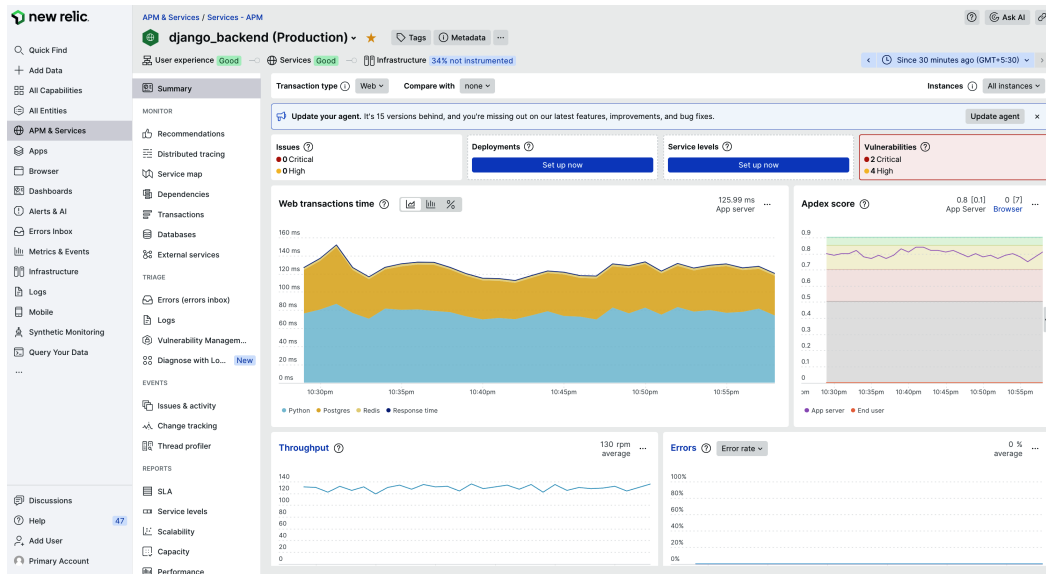 new relic.
Quick Find
Add Data
All Capabilities
All Entities
APM & Services
Apps
Browser
Dashboards
Alerts & AI
Errors Inbox
Metrics & Events
Infrastructure
Logs
Mobile
Synthetic Monitoring
Query Your Data
...
Discussions
Help 47
Add User
Primary Account
APM & Services / Services - APM
Ask AI
django_backend (Production)
Tags
Metadata
...
User experience Good
Services Good
Infrastructure 34% not instrumented
Since 30 minutes ago (GMT+5:30)
Summary
MONITOR
Recommendations
Distributed tracing
Service map
Dependencies
Transactions
Databases
External services
TRIAGE
Errors (errors inbox)
Logs
Vulnerability Managem...
Diagnose with Lo... New
EVENTS
Issues & activity
Change tracking
Thread profiler
REPORTS
SLA
Service levels
Scalability
Capacity
Performance
Transaction type Web
Compare with none
Instances All instances
Update your agent. It's 15 versions behind, and you're missing out on our latest features, improvements, and bug fixes.
Update agent
Issues
0 Critical
0 High
Deployments
Set up now
Service levels
Set up now
Vulnerabilities
2 Critical
4 High
Web transactions time
125.99 ms
App server
...
160 ms
140 ms
120 ms
100 ms
80 ms
60 ms
40 ms
20 ms
0 ms
10:30pm 10:35pm 10:40pm 10:45pm 10:50pm 10:55pm
Python Postgres Redis Response time
Apdex score
0.8 [0.1] 0 [7]
App Server Browser
...
0.9
0.8
0.7
0.6
0.5
0.4
0.3
0.2
0.1
0
pm 10:30pm 10:35pm 10:40pm 10:45pm 10:50pm 10:55pm
App server End user
Throughput
130 rpm
average
...
140
120
100
80
60
40
20
0
Errors
Error rate
0 %
average
...
100%
80%
60%
40%
20%
0%